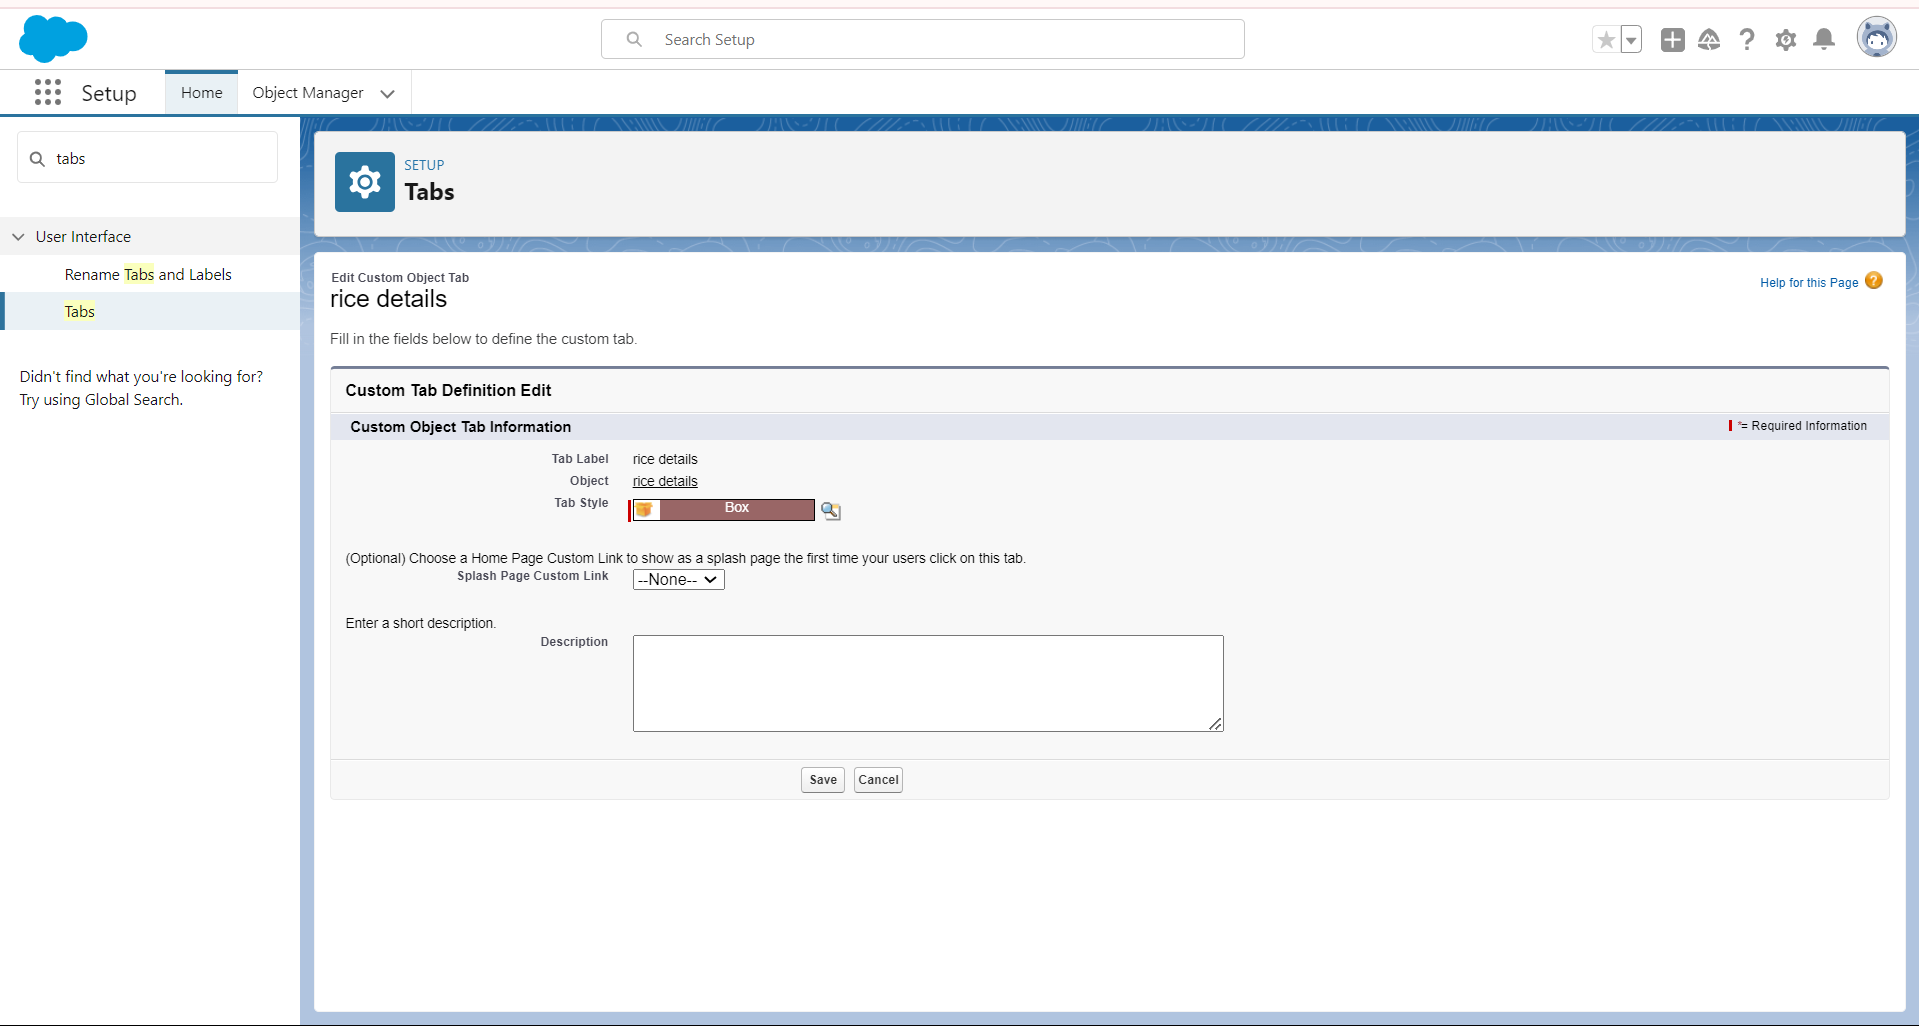 Search Setup
Setup
Home
Object Manager
tabs
User Interface
Rename Tabs and Labels
Tabs
Didn't find what you're looking for?
Try using Global Search.
SETUP
Tabs
Edit Custom Object Tab
rice details
Help for this Page
Fill in the fields below to define the custom tab.
Custom Tab Definition Edit
Custom Object Tab Information
*= Required Information
Tab Label rice details
Object rice details
Tab Style Box
(Optional) Choose a Home Page Custom Link to show as a splash page the first time your users click on this tab.
Splash Page Custom Link --None--
Enter a short description.
Description
Save Cancel